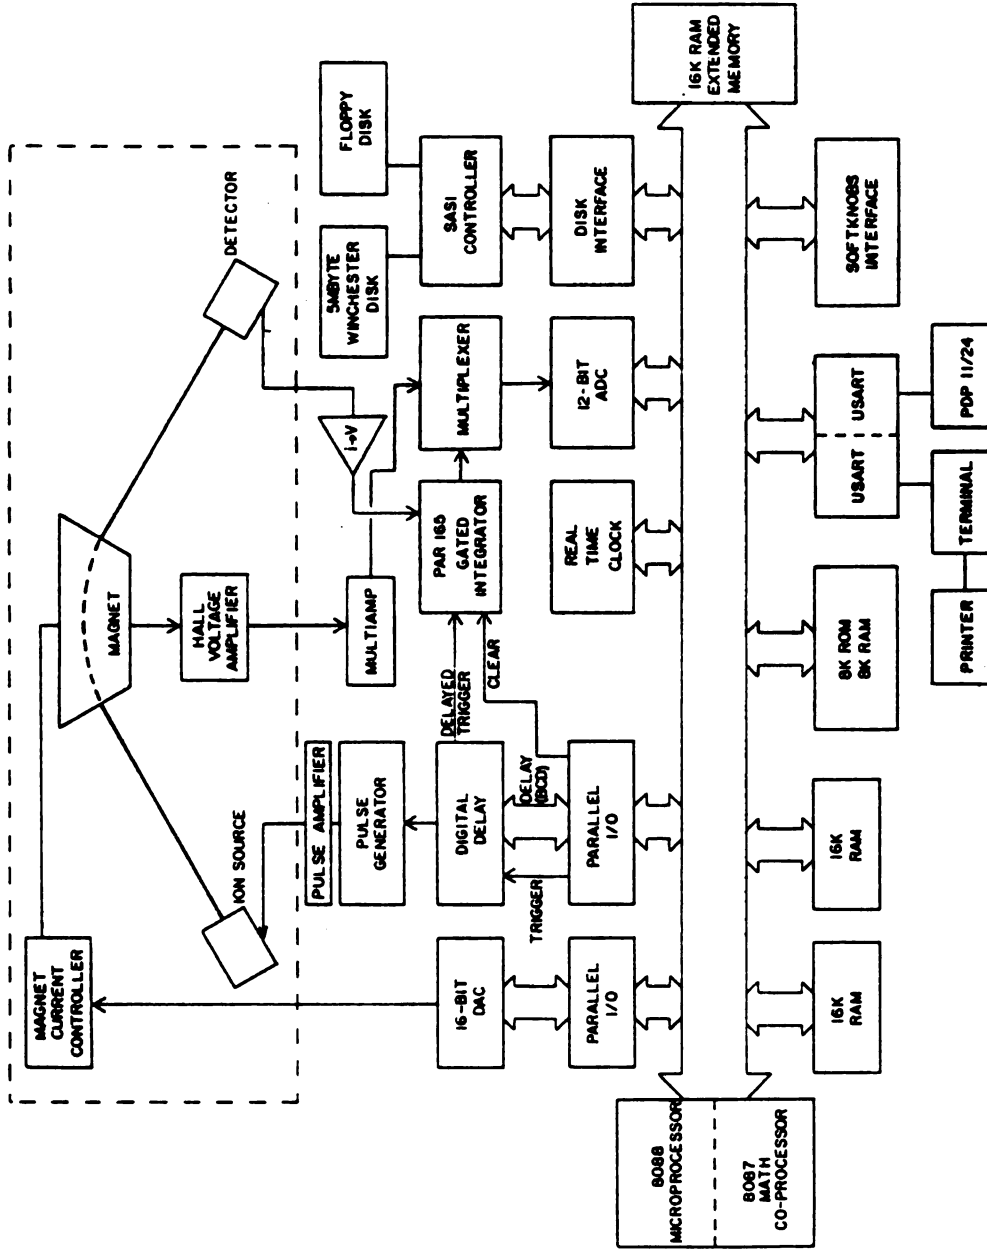 MAGNET
CURRENT
CONTROLLER
ION SOURCE
MAGNET
DETECTOR
HALL
VOLTAGE
AMPLIFIER
PULSE AMPLIFIER
PULSE
GENERATOR
MULTIAMP
i→V
5MBYTE
WINCHESTER
DISK
FLOPPY
DISK
16-BIT
DAC
DIGITAL
DELAY
DELAYED
TRIGGER
CLEAR
PAR 165
GATED
INTEGRATOR
MULTIPLEXER
SASI
CONTROLLER
TRIGGER
DELAY
(BCD)
PARALLEL
I/O
PARALLEL
I/O
REAL
TIME
CLOCK
12-BIT
ADC
DISK
INTERFACE
8088
MICROPROCESSOR
8087
MATH
CO-PROCESSOR
16K RAM
EXTENDED
MEMORY
16K
RAM
16K
RAM
8K ROM
8K RAM
USART
USART
SOFTKNOBS
INTERFACE
PRINTER
TERMINAL
PDP 11/24